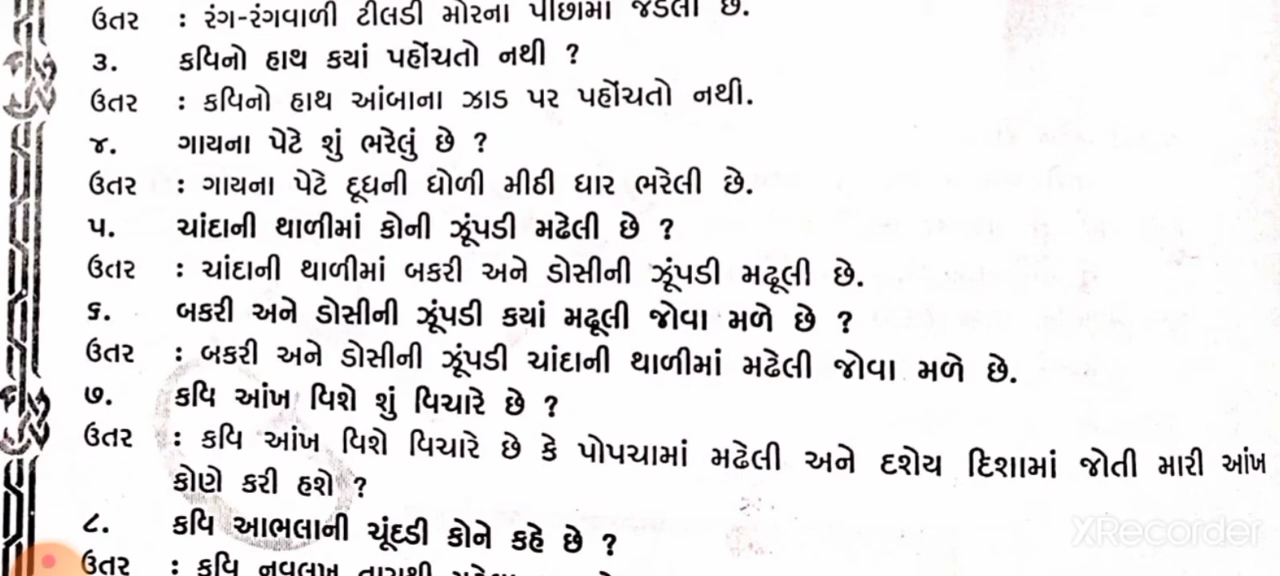 ઉતર : રંગ-રંગવાળી ટીલડી મોરના પીંછામાં જડેલી છે.
૩. કવિનો હાથ કયાં પહોંચતો નથી ?
ઉતર : કવિનો હાથ આંબાના ઝાડ પર પહોંચતો નથી.
૪. ગાયના પેટે શું ભરેલું છે ?
ઉતર : ગાયના પેટે દૂધની ધોળી મીઠી ધાર ભરેલી છે.
૫. ચાંદાની થાળીમાં કોની ઝૂંપડી મઢેલી છે ?
ઉતર : ચાંદાની થાળીમાં બકરી અને ડોસીની ઝૂંપડી મઢૂલી છે.
૬. બકરી અને ડોસીની ઝૂંપડી કયાં મઢૂલી જોવા મળે છે ?
ઉતર : બકરી અને ડોસીની ઝૂંપડી ચાંદાની થાળીમાં મઢેલી જોવા મળે છે.
૭. કવિ આંખ વિશે શું વિચારે છે ?
ઉતર : કવિ આંખ વિશે વિચારે છે કે પોપચામાં મઢેલી અને દશેય દિશામાં જોતી મારી આંખ
કોણે કરી હશે ?
૮. કવિ આભલાની ચૂંદડી કોને કહે છે ?
ઉતર : કવિ નવલખ
XRecorder